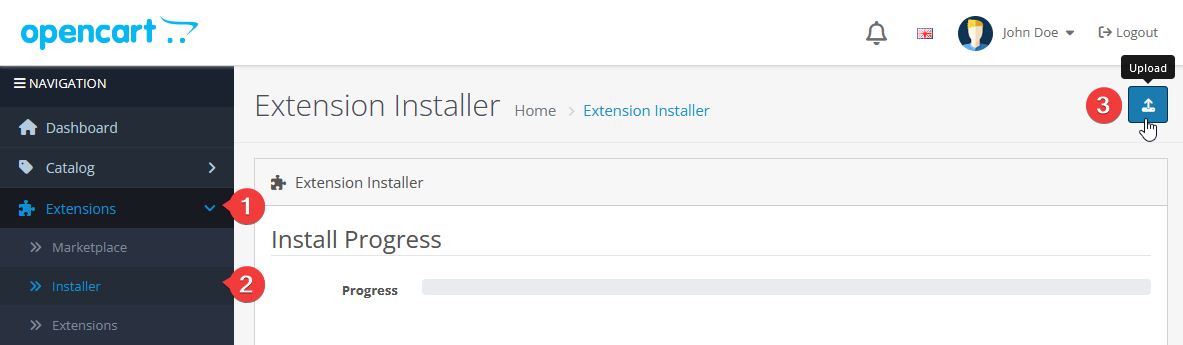 opencart
John Doe
Logout
Upload
NAVIGATION
Extension Installer
Home
Extension Installer
3
Dashboard
Catalog
Extensions
1
Marketplace
Installer
2
Extensions
Extension Installer
Install Progress
Progress